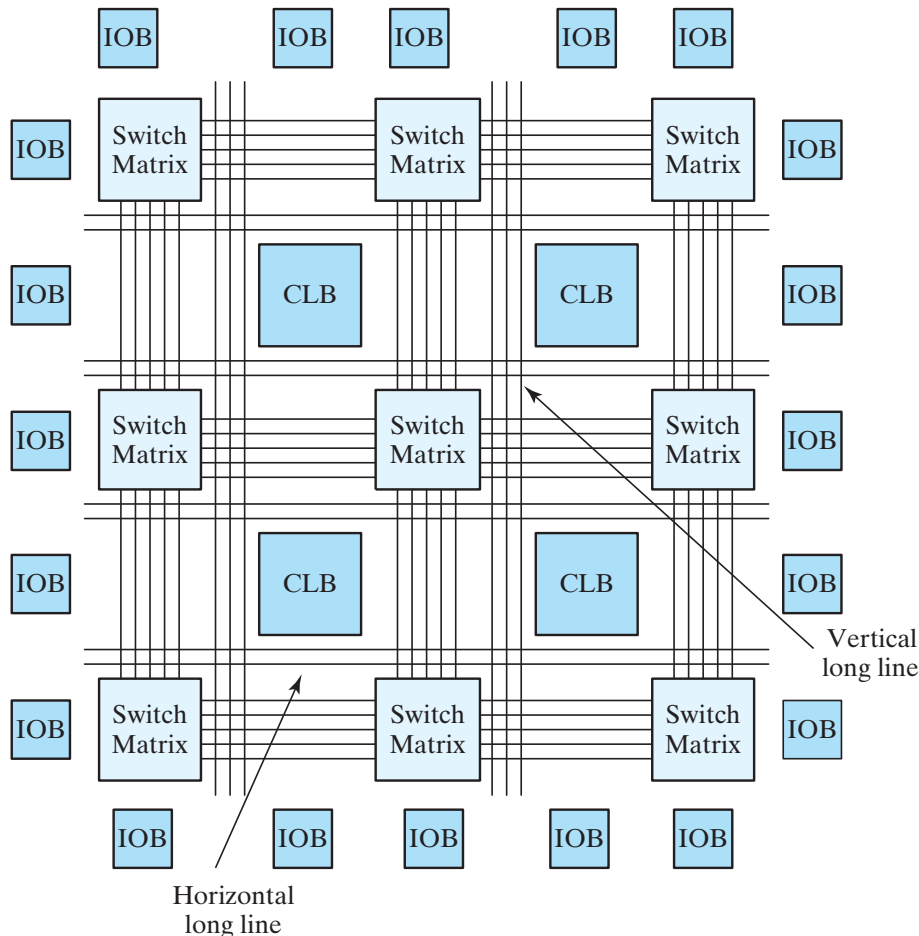 IOB IOB IOB IOB IOB
IOB Switch Matrix Switch Matrix Switch Matrix IOB
IOB CLB CLB IOB
IOB Switch Matrix Switch Matrix Switch Matrix IOB
IOB CLB CLB IOB
Vertical
long line
IOB Switch Matrix Switch Matrix Switch Matrix IOB
IOB IOB IOB IOB IOB
Horizontal
long line